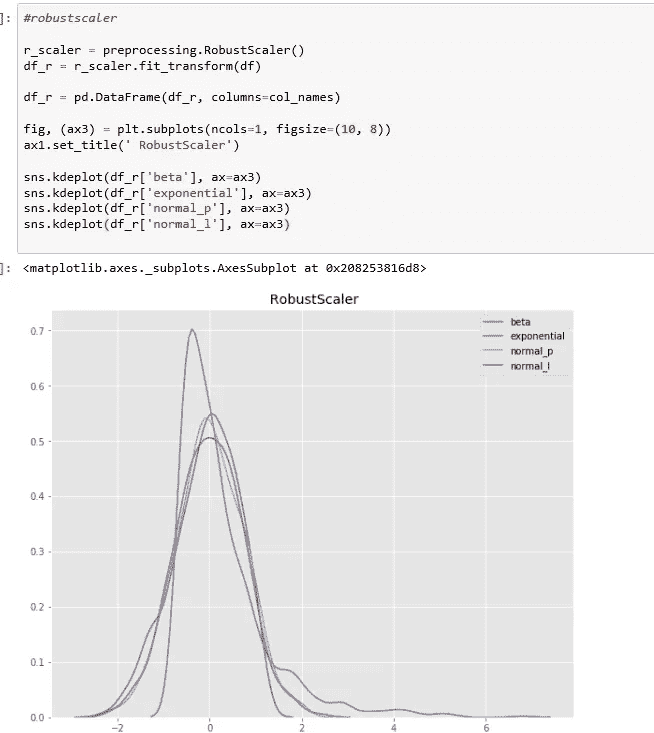 ]: #robustscaler
r_scaler = preprocessing.RobustScaler()
df_r = r_scaler.fit_transform(df)
df_r = pd.DataFrame(df_r, columns=col_names)
fig, (ax3) = plt.subplots(ncols=1, figsize=(10, 8))
ax1.set_title(' RobustScaler')
sns.kdeplot(df_r['beta'], ax=ax3)
sns.kdeplot(df_r['exponential'], ax=ax3)
sns.kdeplot(df_r['normal_p'], ax=ax3)
sns.kdeplot(df_r['normal_l'], ax=ax3)
]: <matplotlib.axes._subplots.AxesSubplot at 0x208253816d8>
RobustScaler
beta
exponential
normal_p
normal_l
0.7
0.6
0.5
0.4
0.3
0.2
0.1
0.0
−2 0 2 4 6